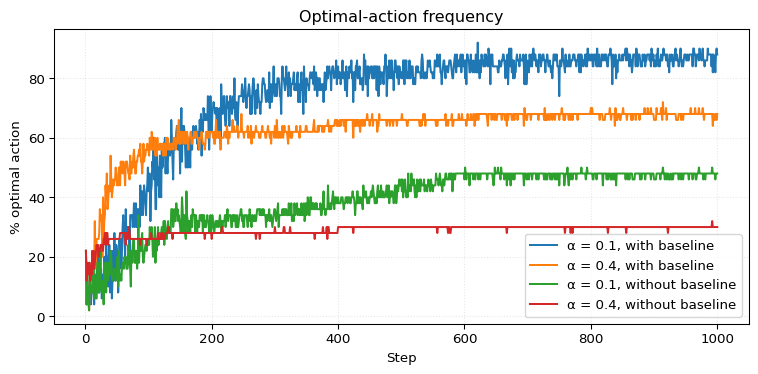 Optimal-action frequency
% optimal action
80
60
40
20
0
0 200 400 600 800 1000
Step
α = 0.1, with baseline
α = 0.4, with baseline
α = 0.1, without baseline
α = 0.4, without baseline